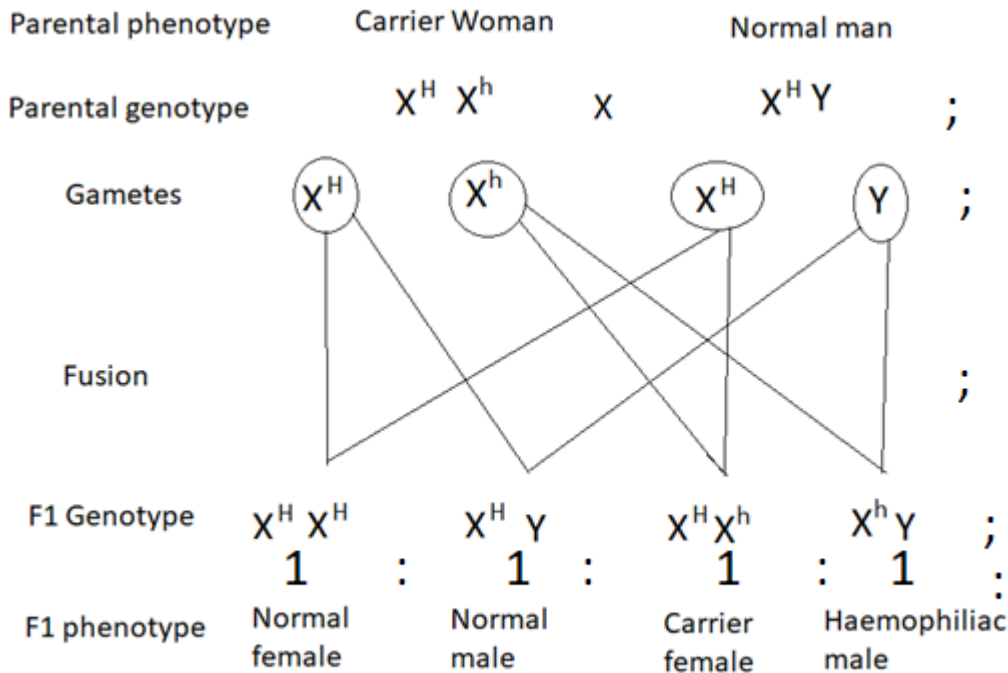 Parental phenotype Carrier Woman Normal man
Parental genotype X^H X^h X X^H Y ;
Gametes X^H X^h X^H Y ;
Fusion ;
F1 Genotype X^H X^H X^H Y X^H X^h X^h Y ;
1 : 1 : 1 : 1 :
F1 phenotype Normal female Normal male Carrier female Haemophiliac male